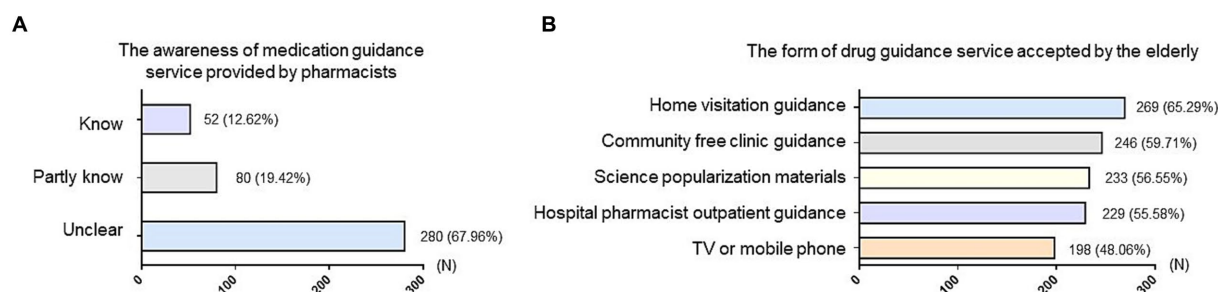 A
The awareness of medication guidance
service provided by pharmacists
Know
52 (12.62%)
Partly know
80 (19.42%)
Unclear
280 (67.96%)
0
100
200
300
(N)
B
The form of drug guidance service accepted by the elderly
Home visitation guidance
269 (65.29%)
Community free clinic guidance
246 (59.71%)
Science popularization materials
233 (56.55%)
Hospital pharmacist outpatient guidance
229 (55.58%)
TV or mobile phone
198 (48.06%)
0
100
200
300
(N)